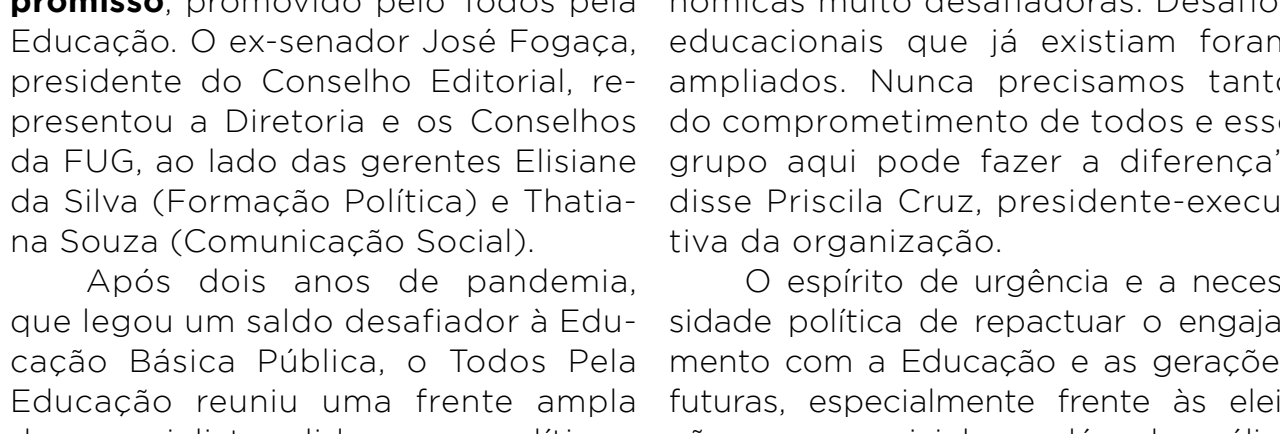 promisso, promovido pelo Todos pela
Educação. O ex-senador José Fogaça,
presidente do Conselho Editorial, re-
presentou a Diretoria e os Conselhos
da FUG, ao lado das gerentes Elisiane
da Silva (Formação Política) e Thatia-
na Souza (Comunicação Social).
Após dois anos de pandemia,
que legou um saldo desafiador à Edu-
cação Básica Pública, o Todos Pela
Educação reuniu uma frente ampla
nômicas muito desafiadoras.
educacionais que já existiam foram
ampliados. Nunca precisamos tanto
do comprometimento de todos e esse
grupo aqui pode fazer a diferença”
disse Priscila Cruz, presidente-execu
tiva da organização.
O espírito de urgência e a neces
sidade política de repactuar o engaja
mento com a Educação e as gerações
futuras, especialmente frente às elei